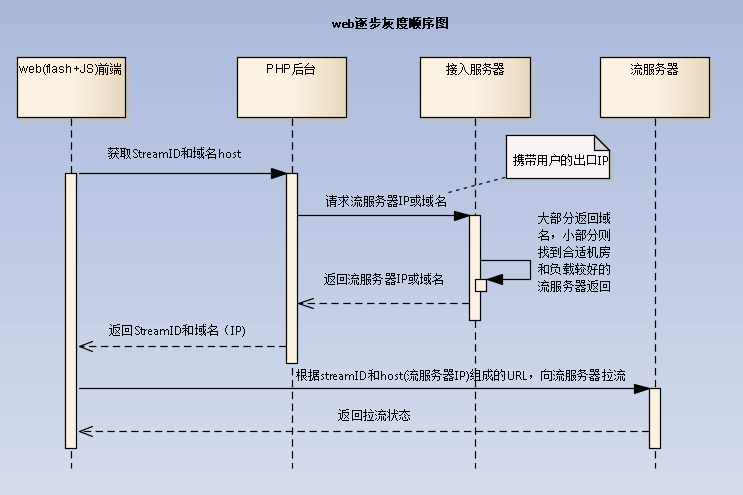 web逐步灰度顺序图
web(flash+JS)前端
PHP后台
接入服务器
流服务器
获取StreamID和域名host
携带用户的出口IP
请求流服务器IP或域名
大部分返回域
名，小部分则
找到合适机房
和负载较好的
流服务器返回
返回流服务器IP或域名
返回StreamID和域名（IP)
根据streamID和host(流服务器IP)组成的URL，向流服务器拉流
返回拉流状态